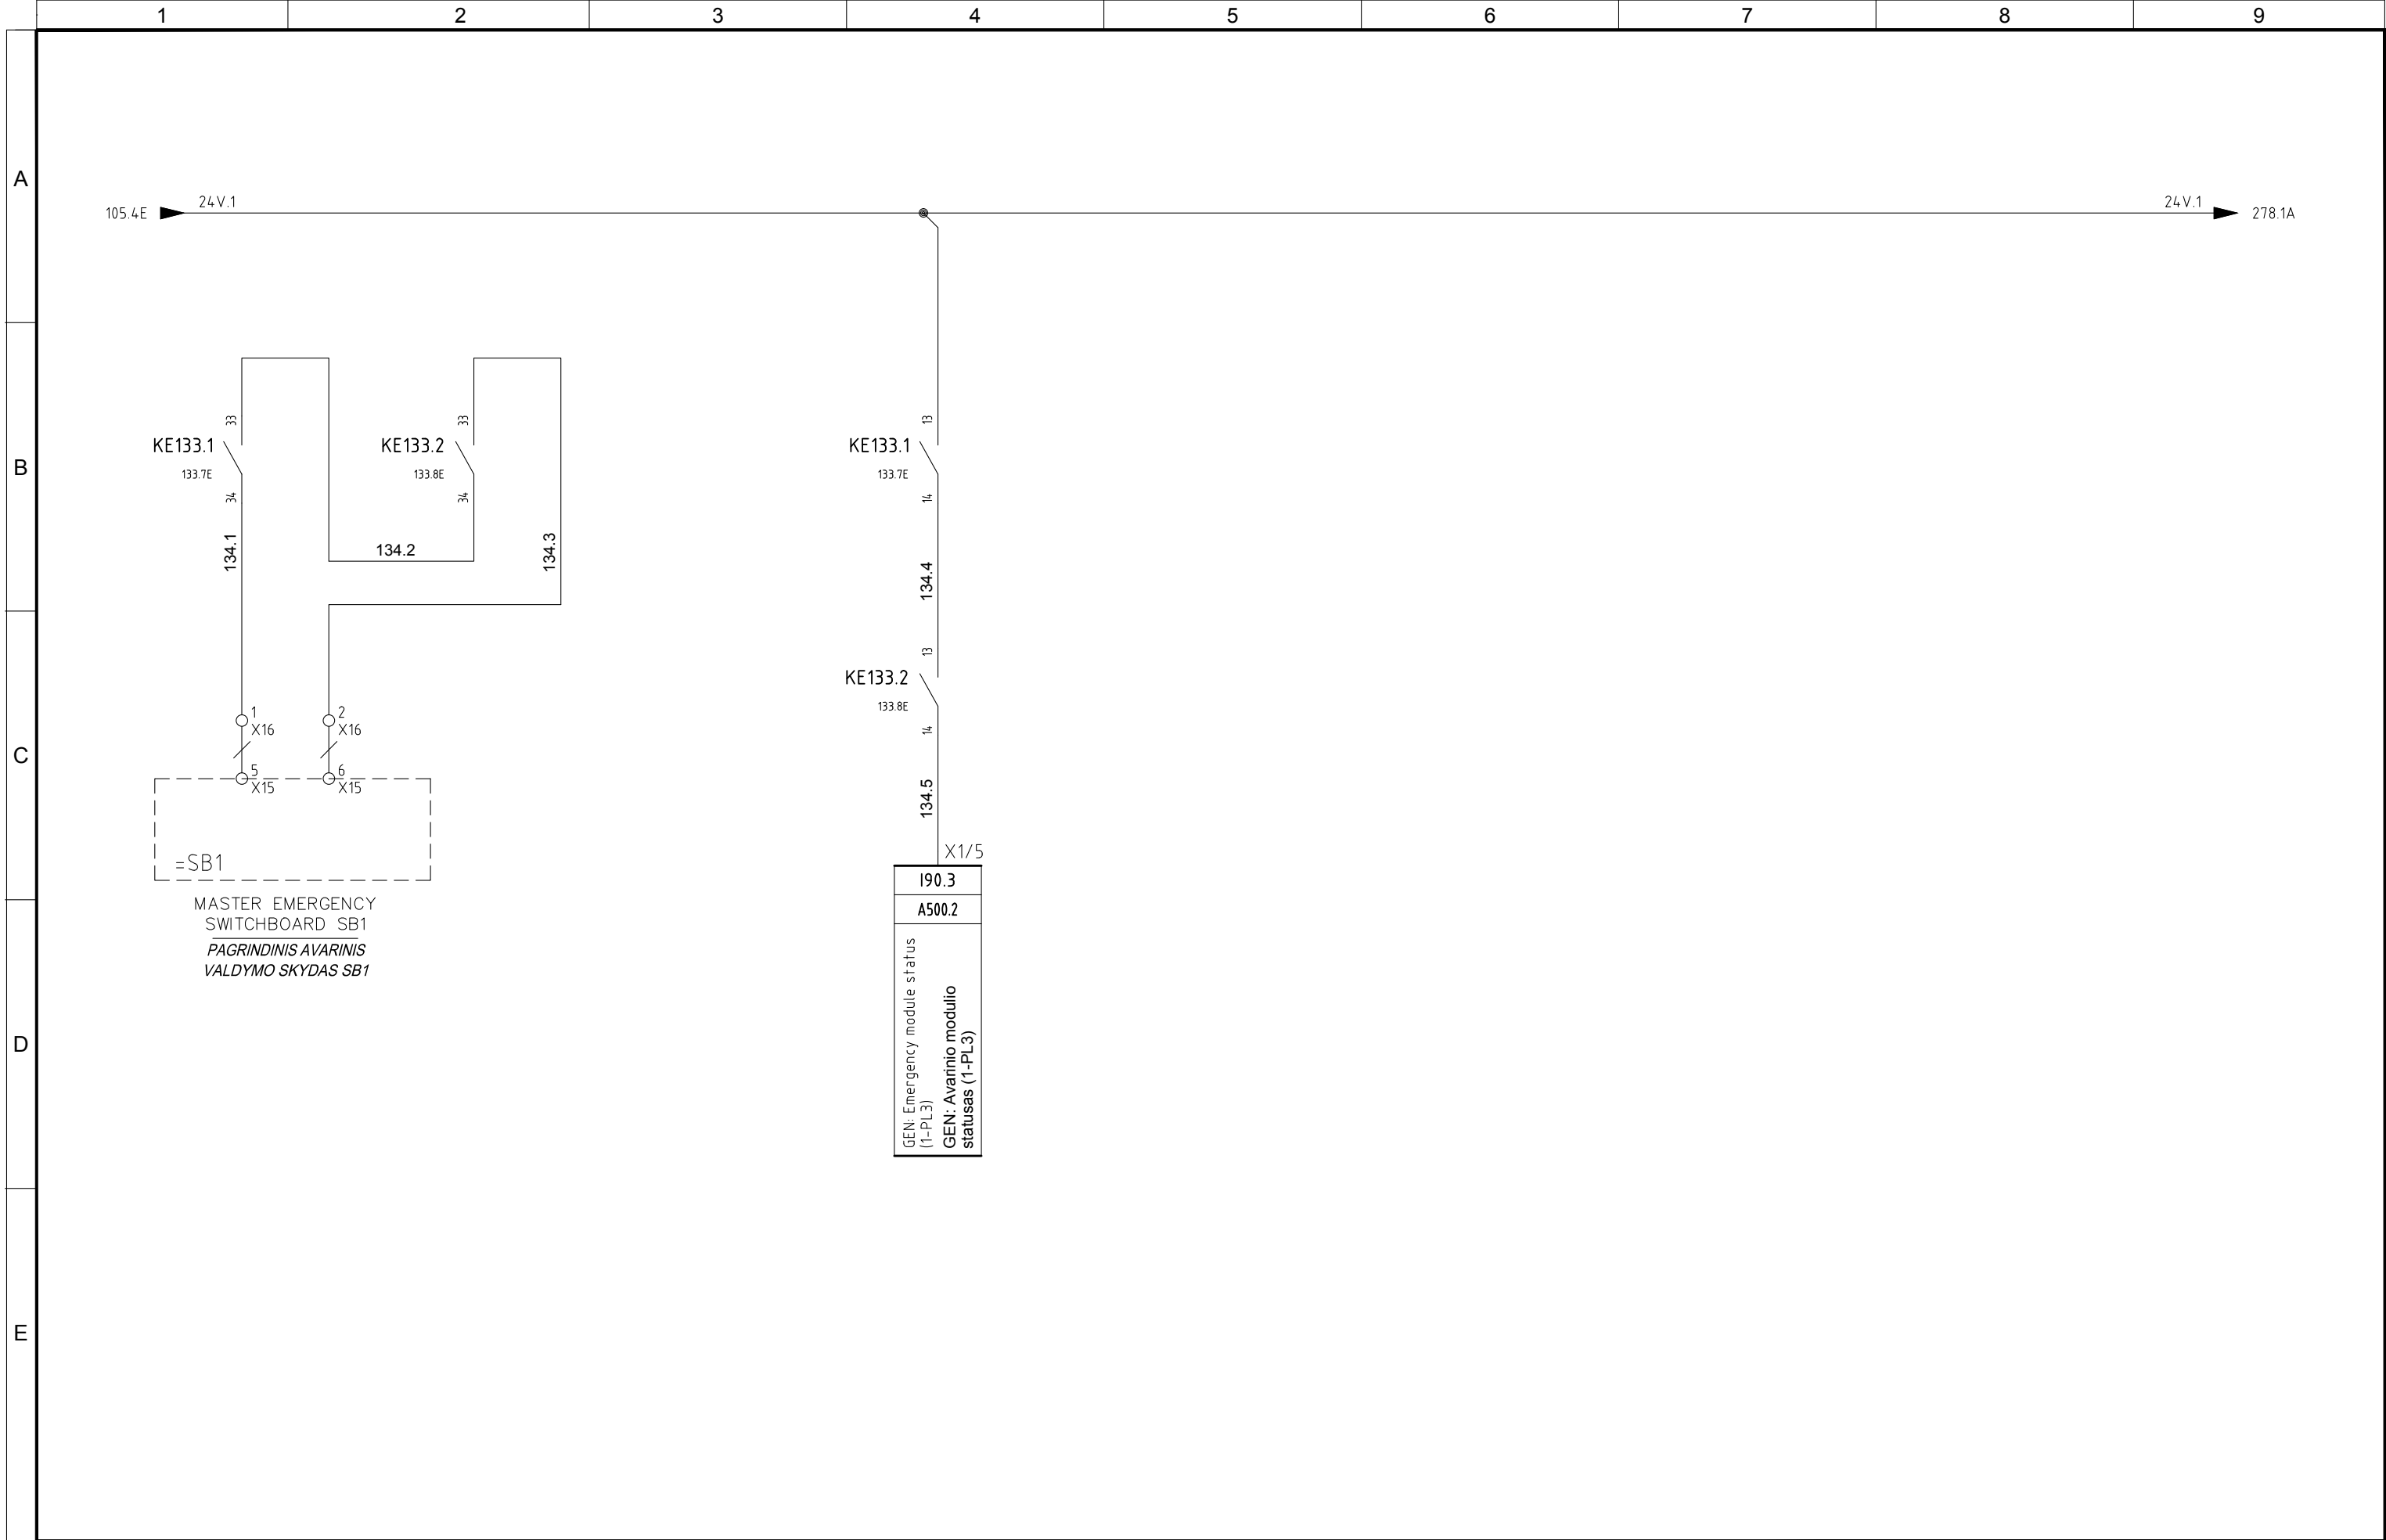 1 2 3 4 5 6 7 8 9
A
105.4E 24V.1 24V.1 278.1A
B
33 33 13
KE133.1 KE133.2 KE133.1
133.7E 133.8E 133.7E
34 34 14
134.1 134.2 134.3 134.4
13
KE133.2
133.8E
14
C
1 2
X16 X16
5 6
X15 X15
134.5
=SB1
X1/5
I90.3
A500.2
MASTER EMERGENCY
SWITCHBOARD SB1
PAGRINDINIS AVARINIS
VALDYMO SKYDAS SB1
GEN: Emergency module status
(1-PL3)
GEN: Avarinio modulio
statusas (1-PL3)
D
E